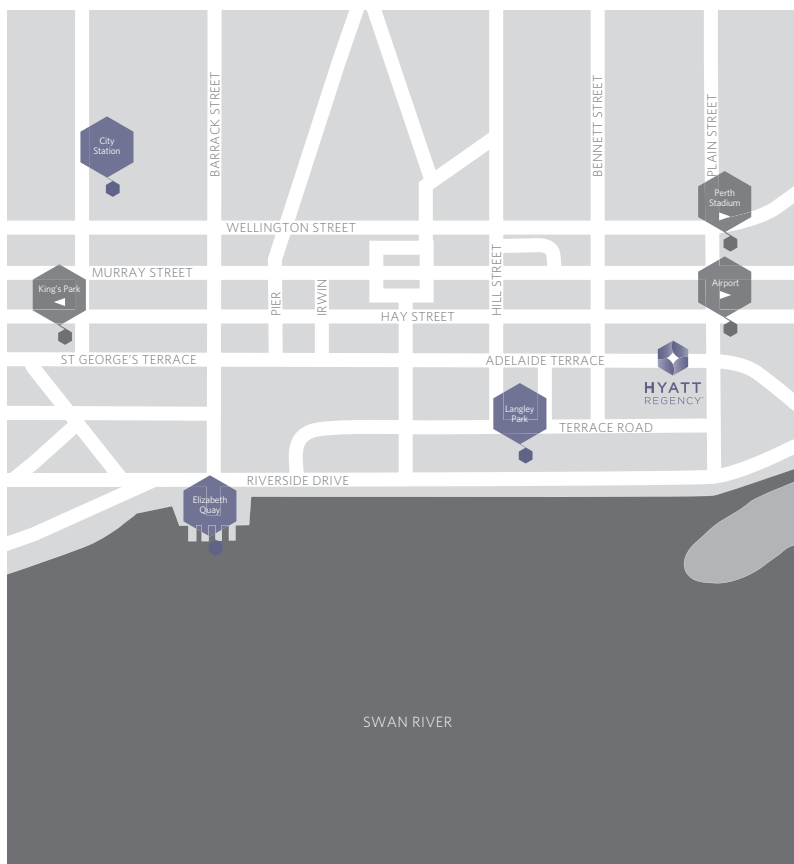 BARRACK STREET
BENNETT STREET
PLAIN STREET
City
Station
Perth
Stadium
WELLINGTON STREET
HILL STREET
MURRAY STREET
King's Park
Airport
PIER
IRWIN
HAY STREET
ST GEORGE'S TERRACE
ADELAIDE TERRACE
HYATT
REGENCY™
Langley
Park
TERRACE ROAD
RIVERSIDE DRIVE
Elizabeth
Quay
SWAN RIVER